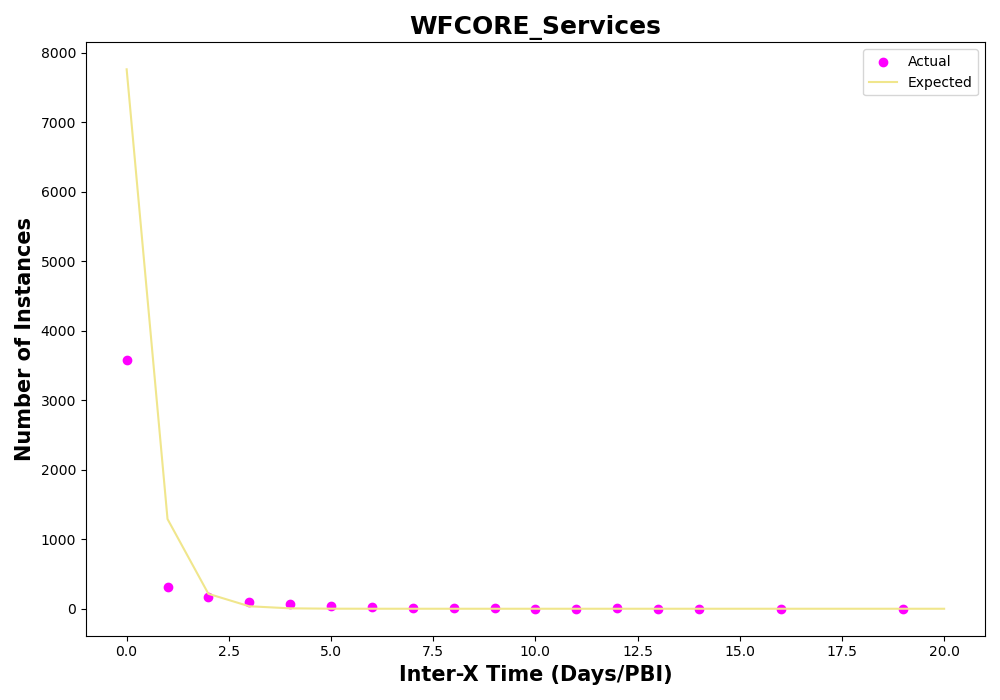 WFCORE_Services
Actual
Expected
8000
7000
6000
5000
4000
3000
2000
1000
0
Number of Instances
0.0 2.5 5.0 7.5 10.0 12.5 15.0 17.5 20.0
Inter-X Time (Days/PBI)